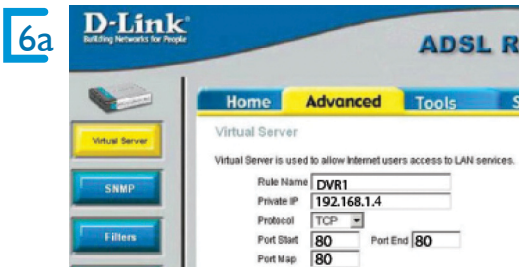 6a
D-Link
Building Networks for People
ADSL R
Home Advanced Tools S
Virtual Server
Virtual Server
Virtual Server is used to allow Internet users access to LAN services.
SNMP
Rule Name DVR1
Private IP 192.168.1.4
Protocol TCP
Filters
Port Start 80 Port End 80
Port Map 80